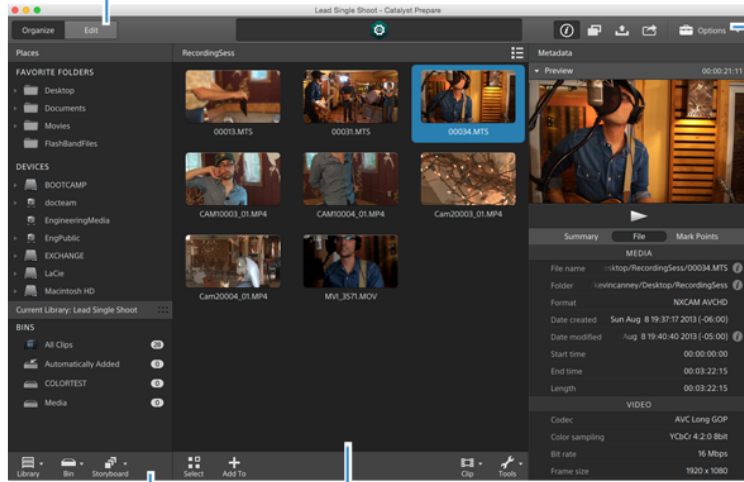 Lead Single Shoot - Catalyst Prepare
Organize Edit Options
Places RecordingSess Metadata
Preview 00:00:21:11
FAVORITE FOLDERS
Desktop
Documents
Movies
FlashBandFiles
DEVICES
BOOTCAMP
docteam
EngineeringMedia
EngPublic
EXCHANGE
LaCie
Macintosh HD
Current Library: Lead Single Shoot
BINS
All Clips 28
Automatically Added 0
COLORTEST 0
Media 0
Library Bin Storyboard
00013.MTS 00031.MTS 00034.MTS
CAM10003_01.MP4 CAM10004_01.MP4 Cam20003_01.MP4
Cam20004_01.MP4 MVI_3571.MOV
Select Add To Clip Tools
Summary File Mark Points
MEDIA
File name sktop/RecordingSess/00034.MTS
Folder evincanney/Desktop/RecordingSess
Format NXCAM AVCHD
Date created Sun Aug 8 19:37:17 2013 (-06:00)
Date modified Aug 8 19:40:40 2013 (-05:00)
Start time 00:00:00:00
End time 00:03:22:15
Length 00:03:22:15
VIDEO
Codec AVC Long GOP
Color sampling YCbCr 4:2:0 8bit
Bit rate 16 Mbps
Frame size 1920 x 1080